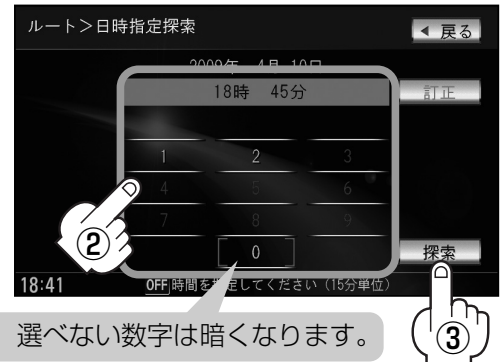 ルート＞日時指定探索
◀ 戻る
2009年 4月 10日
18時 45分
訂正
1 2 3
4 5 6
7 8 9
0
探索
18:41
OFF 時間を指定してください（15分単位）
②
③
選べない数字は暗くなります。